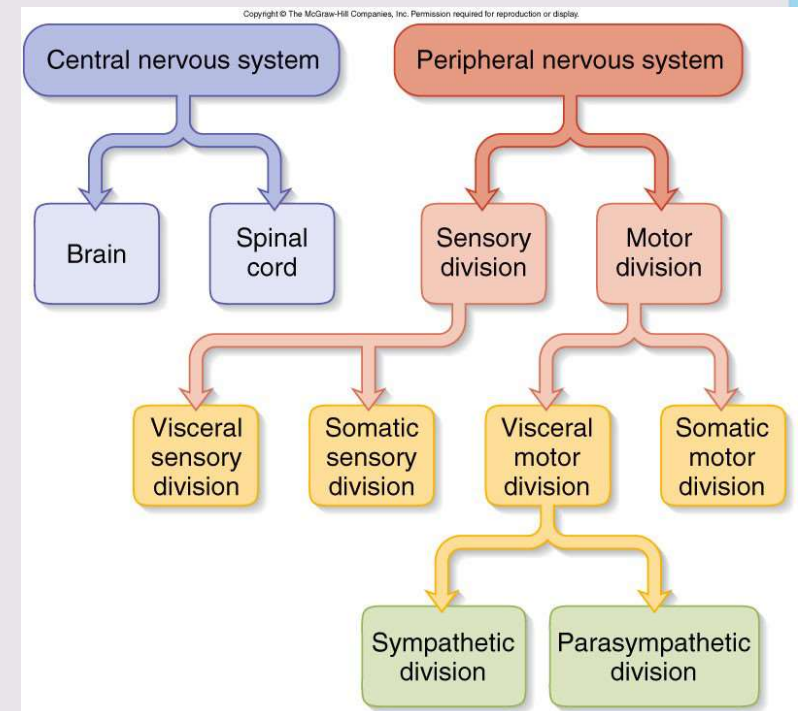 Copyright © The McGraw-Hill Companies, Inc. Permission required for reproduction or display.
Central nervous system
Peripheral nervous system
Brain
Spinal
cord
Sensory
division
Motor
division
Visceral
sensory
division
Somatic
sensory
division
Visceral
motor
division
Somatic
motor
division
Sympathetic
division
Parasympathetic
division